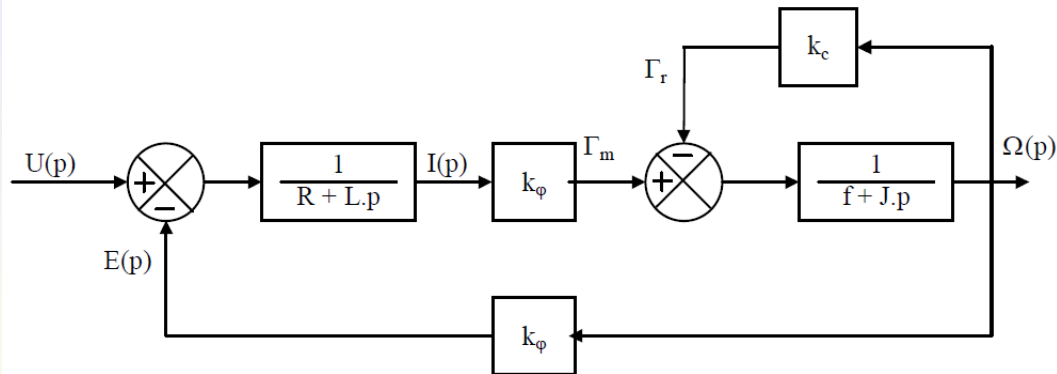 k_c
Γ_r
U(p)
+
−
1
R + L.p
I(p)
k_φ
Γ_m
−
+
1
f + J.p
Ω(p)
E(p)
k_φ